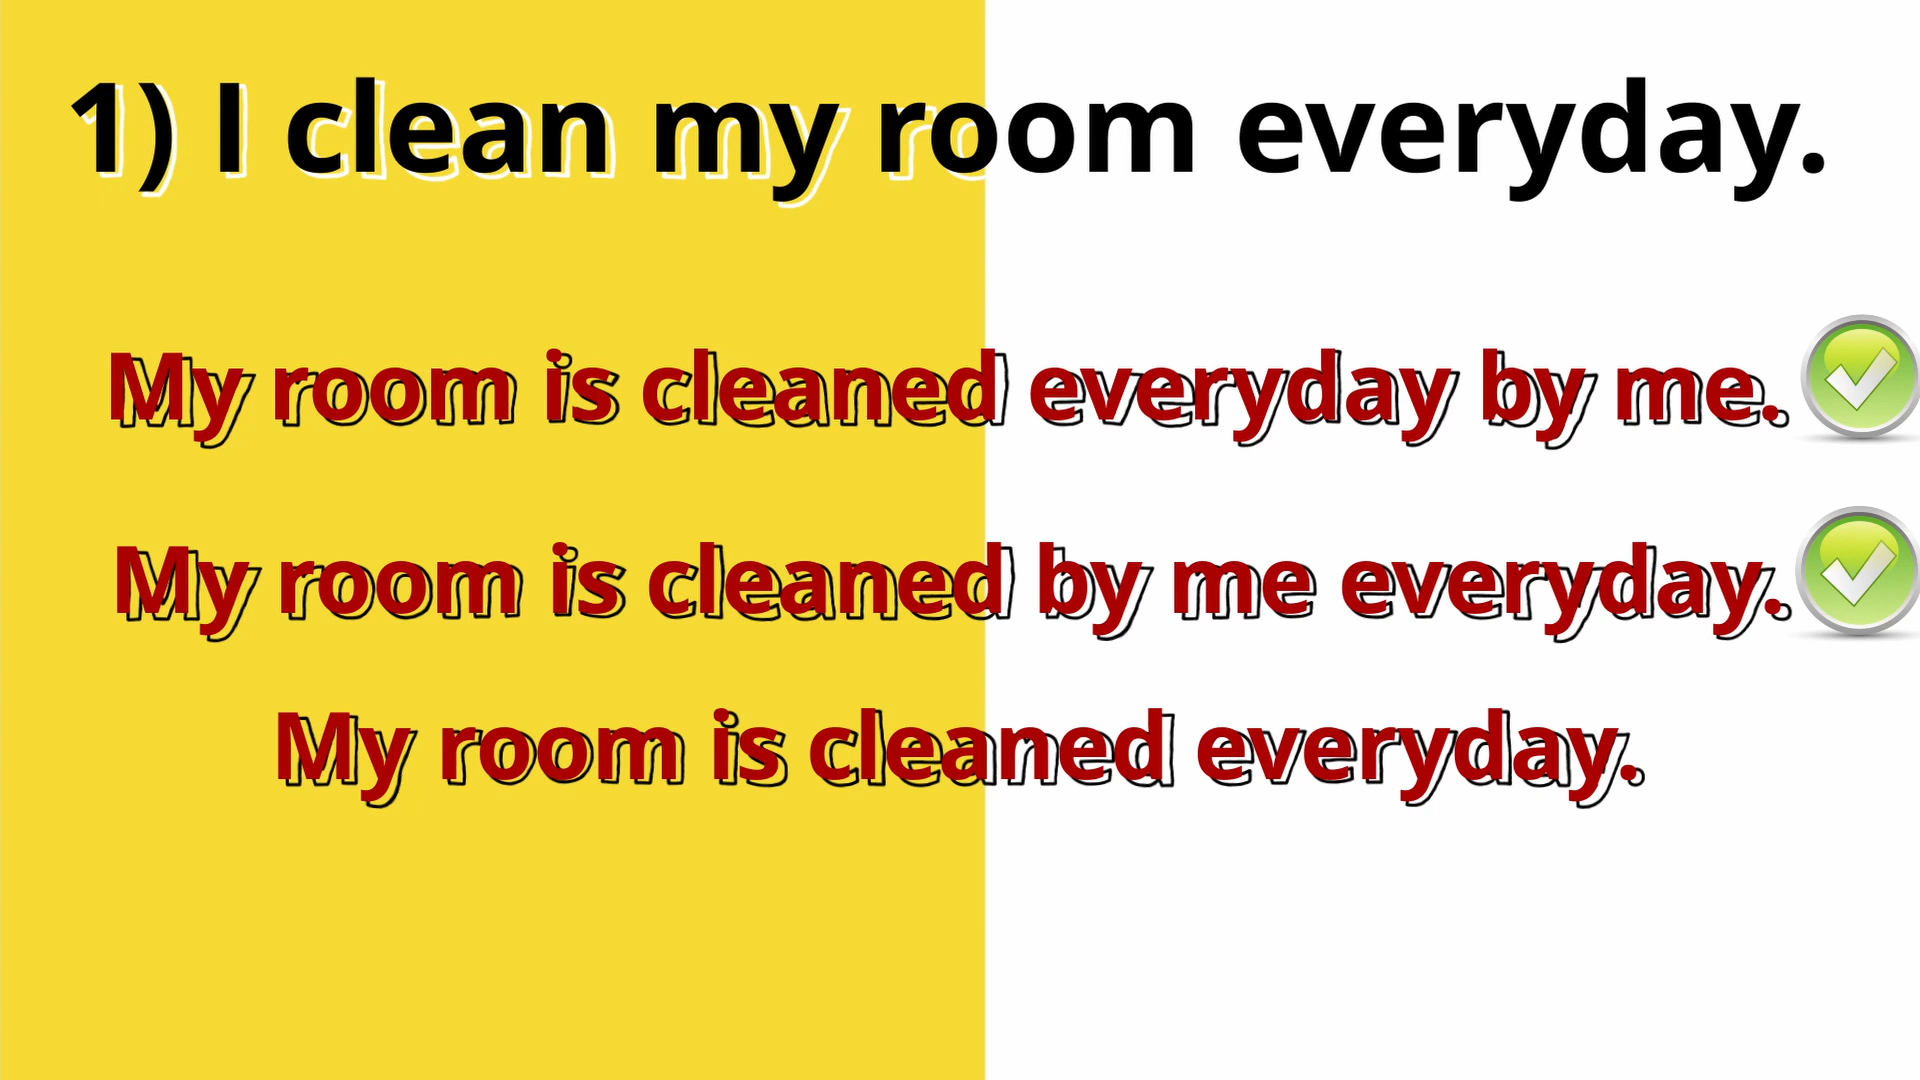 1) I clean my room everyday.
My room is cleaned everyday by me.
My room is cleaned by me everyday.
My room is cleaned everyday.